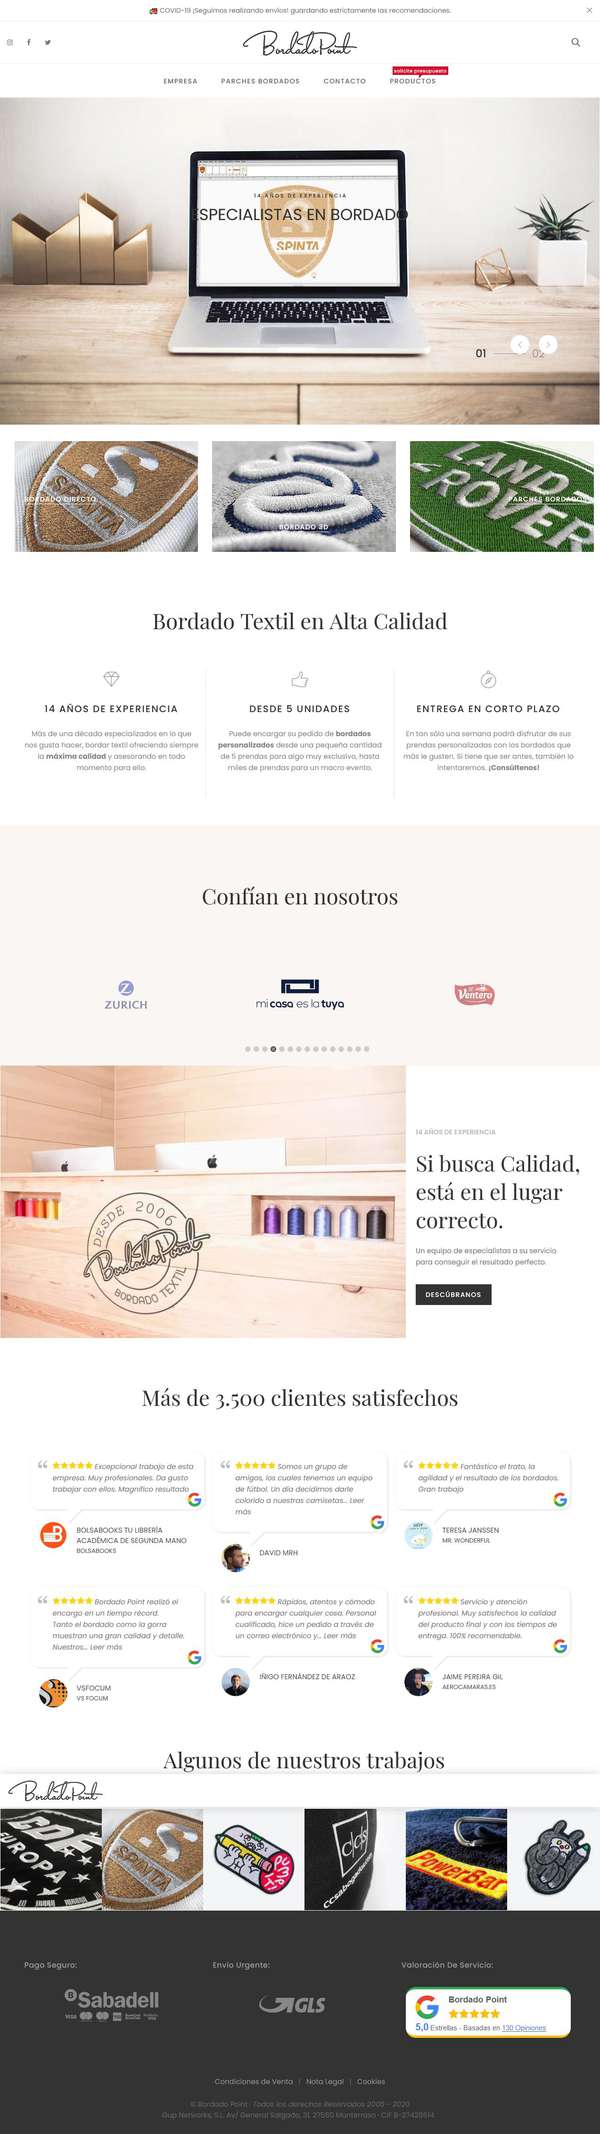 COVID-19 ¡Seguimos realizando envíos! guardando estrictamente las recomendaciones.
BordadoPoint
solicite presupuesto
EMPRESA PARCHES BORDADOS CONTACTO PRODUCTOS
14 AÑOS DE EXPERIENCIA
ESPECIALISTAS EN BORDADO
SPINTA
01 02
BORDADO DIRECTO
SPINTA
BORDADO 3D
LAND
ROVER
PARCHES BORDADOS
Bordado Textil en Alta Calidad
14 AÑOS DE EXPERIENCIA
Más de una década especializados en lo que
nos gusta hacer, bordar textil ofreciendo siempre
la máxima calidad y asesorando en todo
momento para ello.
DESDE 5 UNIDADES
Puede encargar su pedido de bordados
personalizados desde una pequeña cantidad
de 5 prendas para algo muy exclusivo, hasta
miles de prendas para un macro evento.
ENTREGA EN CORTO PLAZO
En tan sólo una semana podrá disfrutar de sus
prendas personalizadas con los bordados que
más le gusten. Si tiene que ser antes, también lo
intentaremos. ¡Consúltenos!
Confían en nosotros
ZURICH
mi casa es la tuya
Ventero
DESDE 2006
BordadoPoint
BORDADO TEXTIL
14 AÑOS DE EXPERIENCIA
Si busca Calidad,
está en el lugar
correcto.
Un equipo de especialistas a su servicio
para conseguir el resultado perfecto.
DESCÚBRANOS
Más de 3.500 clientes satisfechos
Excepcional trabajo de esta
empresa. Muy profesionales. Da gusto
trabajar con ellos. Magnífico resultado
BOLSABOOKS TU LIBRERÍA
ACADÉMICA DE SEGUNDA MANO
BOLSABOOKS
Somos un grupo de
amigos, los cuales tenemos un equipo
de fútbol. Un día decidimos darle
colorido a nuestras camisetas... Leer
más
DAVID MRH
Fantástico el trato, la
agilidad y el resultado de los bordados.
Gran trabajo
TERESA JANSSEN
MR. WONDERFUL
Bordado Point realizó el
encargo en un tiempo récord.
Tanto el bordado como la gorra
muestran una gran calidad y detalle.
Nuestros... Leer más
VSFOCUM
VS FOCUM
Rápidos, atentos y cómodo
para encargar cualquier cosa. Personal
cualificado, hice un pedido a través de
un correo electrónico y... Leer más
IÑIGO FERNÁNDEZ DE ARAOZ
Servicio y atención
profesional. Muy satisfechos la calidad
del producto final y con los tiempos de
entrega. 100% recomendable.
JAIME PEREIRA GIL
AEROCAMARAS.ES
Algunos de nuestros trabajos
BordadoPoint
EUROPA
SPINTA
ccsabogados.com
PowerBar
Pago Seguro:
Sabadell
VISA
Envío Urgente:
GLS
Valoración De Servicio:
Bordado Point
5,0 Estrellas - Basadas en 130 Opiniones
Condiciones de Venta | Nota Legal | Cookies
© Bordado Point · Todos los derechos Reservados 2006 - 2020
Gup Networks, S.L. Av/ General Salgado, 31, 27560 Monterroso · CIF B-27429614